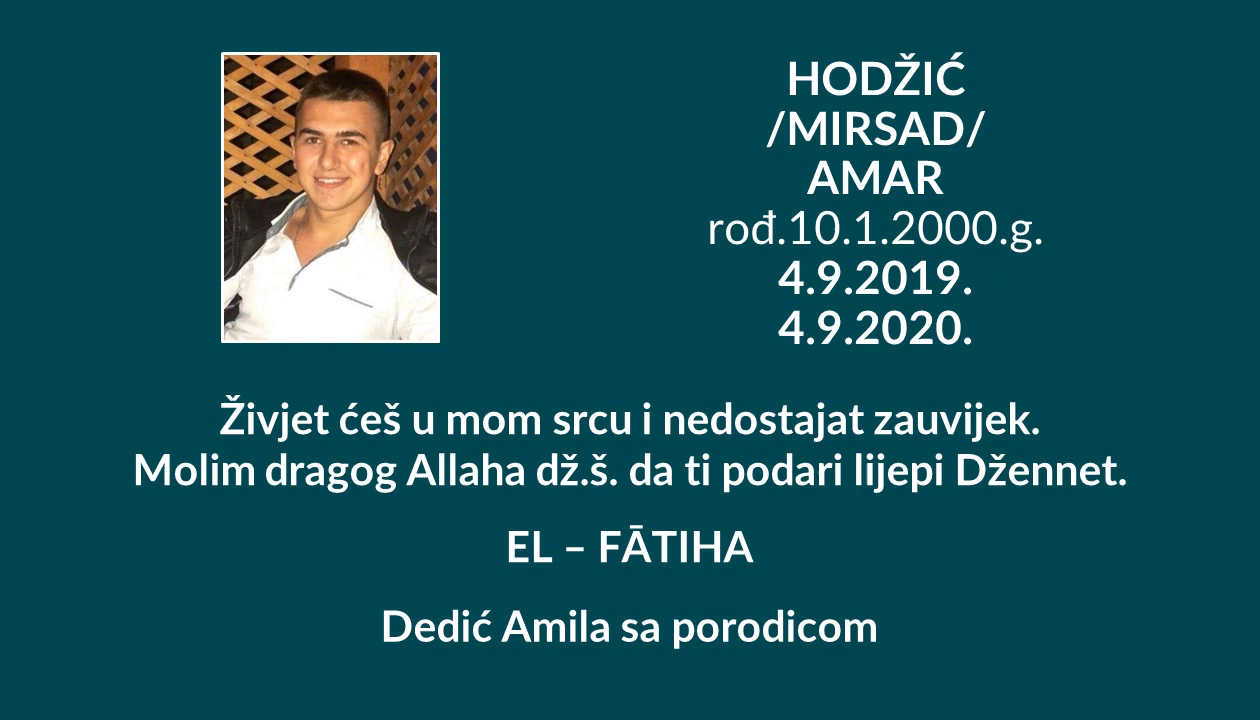 HODŽIĆ
/MIRSAD/
AMAR
rođ.10.1.2000.g.
4.9.2019.
4.9.2020.
Živjet ćeš u mom srcu i nedostajat zauvijek.
Molim dragog Allaha dž.š. da ti podari lijepi Džennet.
EL – FĀTIHA
Dedić Amila sa porodicom